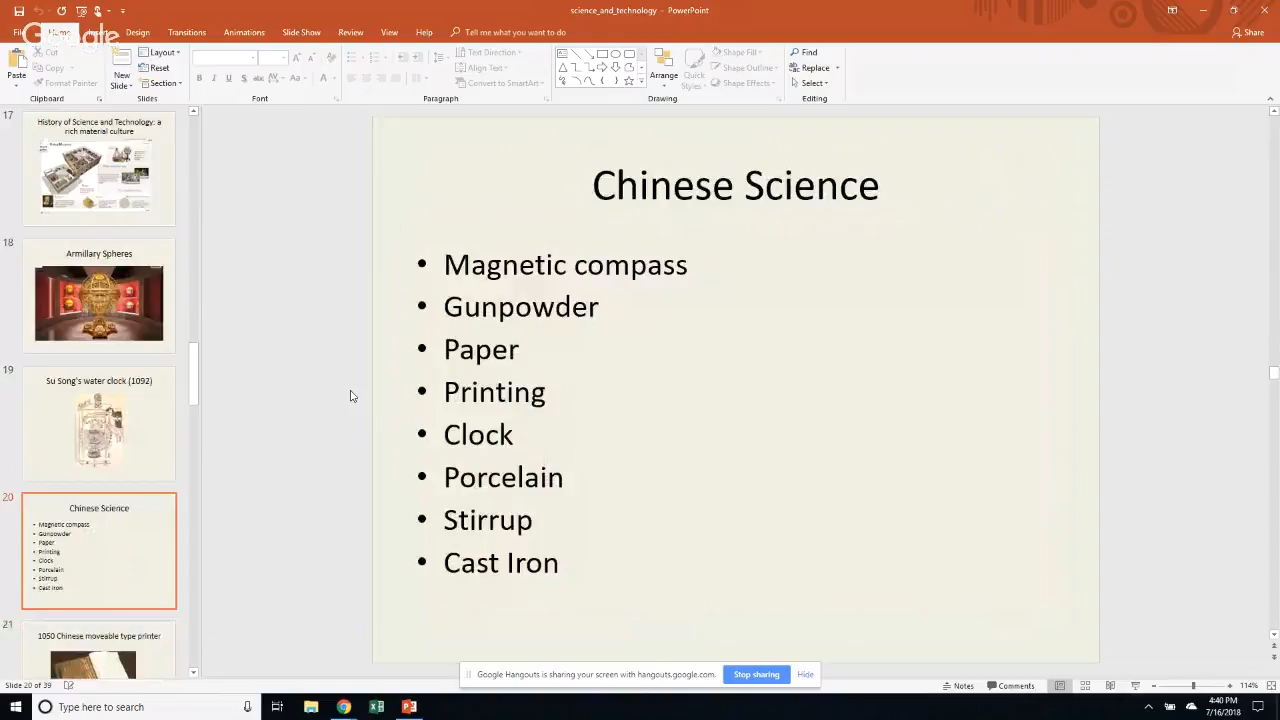 science_and_technology - PowerPoint
Google
Design Transitions Animations Slide Show Review View Help Tell me what you want to do Share
Cut Layout Text Direction Shape Fill Find
Copy Reset Align Text Shape Outline Replace
Paste Format Painter New Slide Section Convert to SmartArt Arrange Quick Styles Shape Effects Select
Clipboard Slides Font Paragraph Drawing Editing
17
History of Science and Technology: a
rich material culture
18
Armillary Spheres
19
Su Song's water clock (1092)
20
Chinese Science
• Magnetic compass
• Gunpowder
• Paper
• Printing
• Clock
• Porcelain
• Stirrup
• Cast Iron
21
1050 Chinese moveable type printer
Chinese Science
• Magnetic compass
• Gunpowder
• Paper
• Printing
• Clock
• Porcelain
• Stirrup
• Cast Iron
Google Hangouts is sharing your screen with hangouts.google.com. Stop sharing Hide
Slide 20 of 39 Notes Comments 114%
Type here to search
4:40 PM
7/16/2018